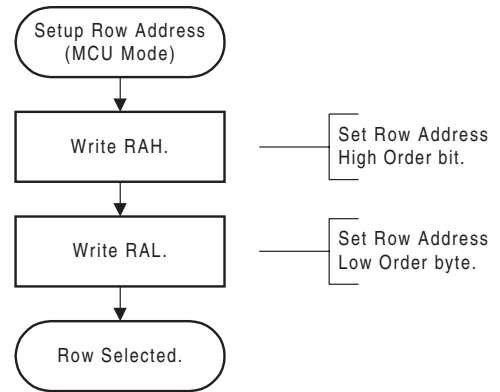 Setup Row Address
(MCU Mode)
Write RAH.
Set Row Address
High Order bit.
Write RAL.
Set Row Address
Low Order byte.
Row Selected.